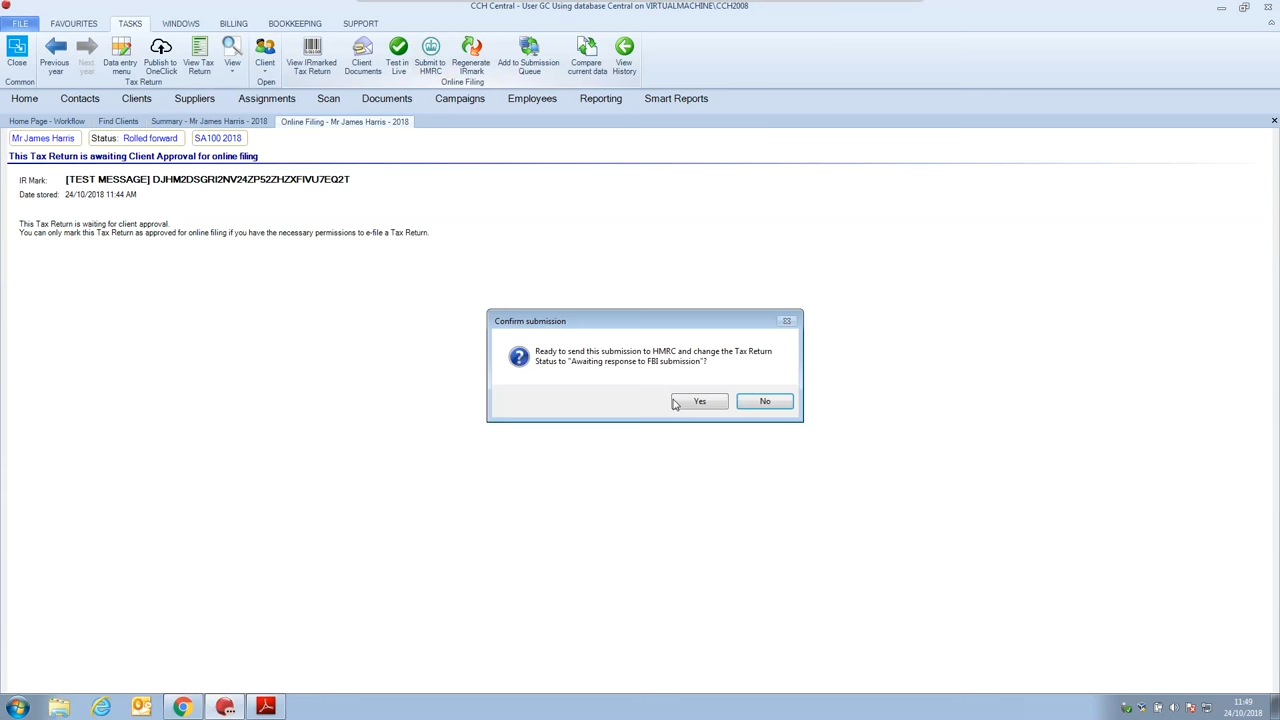 CCH Central - User GC Using database Central on VIRTUALMACHINE\CCH2008
FILE FAVOURITES TASKS WINDOWS BILLING BOOKKEEPING SUPPORT
Close
Previous year
Next year
Data entry menu
Publish to OneClick
View Tax Return
View
Client
View IRmarked Tax Return
Client Documents
Test in Live
Submit to HMRC
Regenerate IRmark
Add to Submission Queue
Compare current data
View History
Common Tax Return Open Online Filing
Home Contacts Clients Suppliers Assignments Scan Documents Campaigns Employees Reporting Smart Reports
Home Page - Workflow Find Clients Summary - Mr James Harris - 2018 Online Filing - Mr James Harris - 2018
Mr James Harris Status: Rolled forward SA100 2018
This Tax Return is awaiting Client Approval for online filing
IR Mark: [TEST MESSAGE] DJHM2DSGRI2NV24ZP52ZHZXFIVU7EQ2T
Date stored: 24/10/2018 11:44 AM
This Tax Return is waiting for client approval.
You can only mark this Tax Return as approved for online filing if you have the necessary permissions to e-file a Tax Return.
Confirm submission
Ready to send this submission to HMRC and change the Tax Return
Status to "Awaiting response to FBI submission"?
Yes No
11:49
24/10/2018